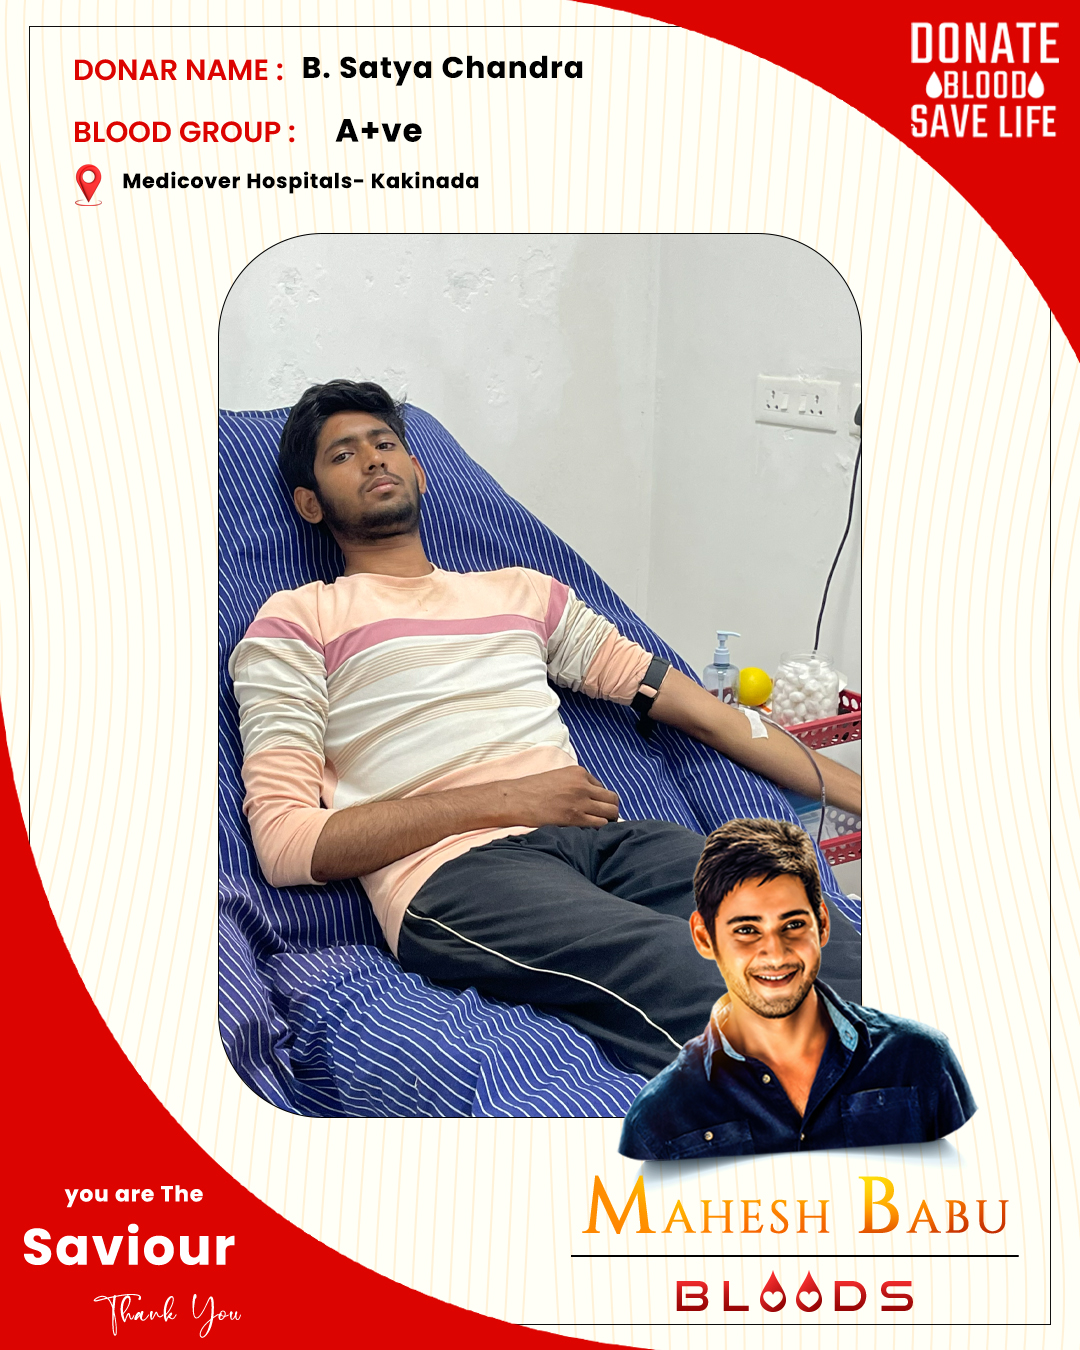 DONAR NAME : B. Satya Chandra
BLOOD GROUP : A+ve
Medicover Hospitals- Kakinada
DONATE
BLOOD
SAVE LIFE
you are The
Saviour
Thank You
MAHESH BABU
BLOODS